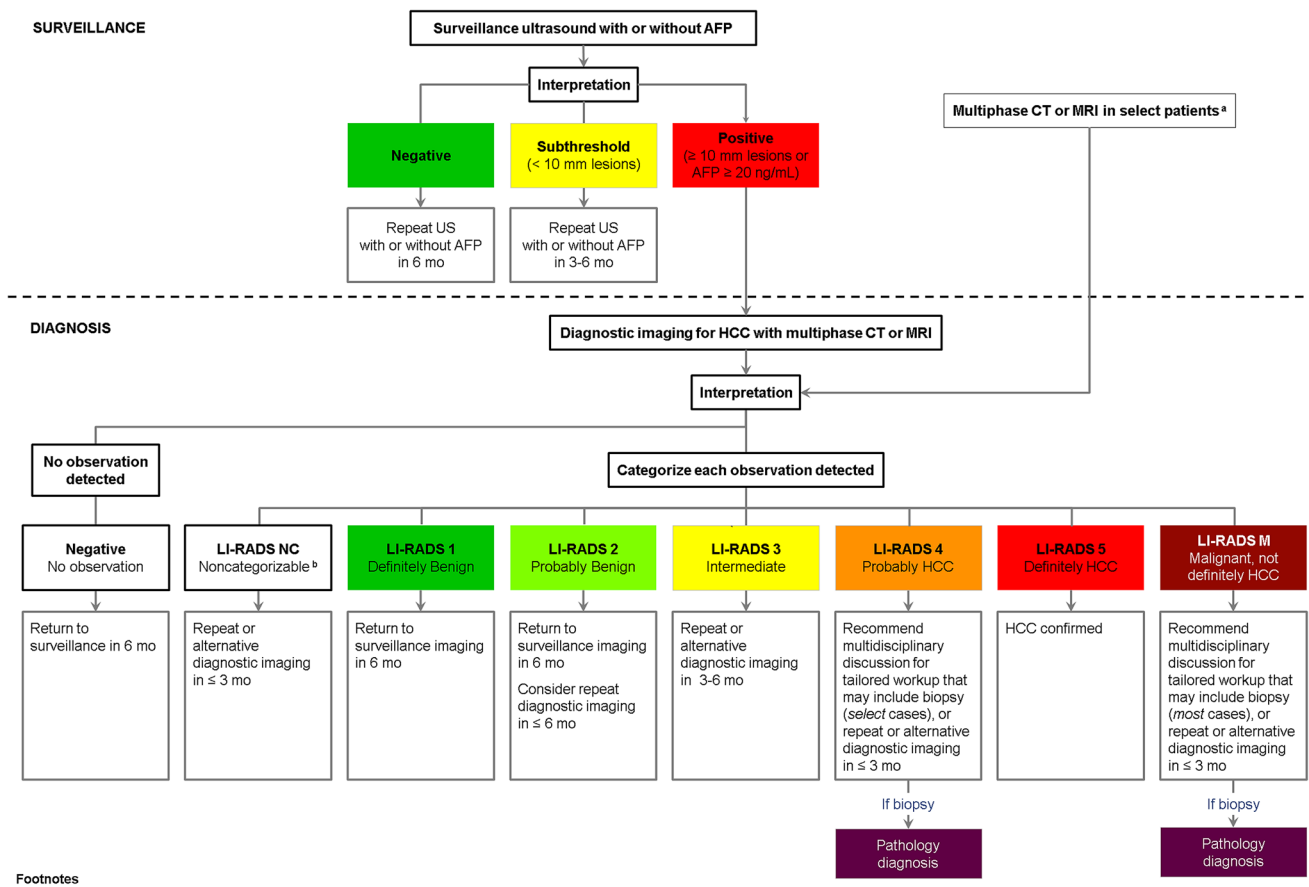 SURVEILLANCE
Surveillance ultrasound with or without AFP
Interpretation
Multiphase CT or MRI in select patients a
Negative
Subthreshold
(< 10 mm lesions)
Positive
(≥ 10 mm lesions or
AFP ≥ 20 ng/mL)
Repeat US
with or without AFP
in 6 mo
Repeat US
with or without AFP
in 3-6 mo
DIAGNOSIS
Diagnostic imaging for HCC with multiphase CT or MRI
Interpretation
No observation
detected
Categorize each observation detected
Negative
No observation
LI-RADS NC
Noncategorizable b
LI-RADS 1
Definitely Benign
LI-RADS 2
Probably Benign
LI-RADS 3
Intermediate
LI-RADS 4
Probably HCC
LI-RADS 5
Definitely HCC
LI-RADS M
Malignant, not
definitely HCC
Return to
surveillance in 6 mo
Repeat or
alternative
diagnostic imaging
in ≤ 3 mo
Return to
surveillance imaging
in 6 mo
Return to
surveillance imaging
in 6 mo
Consider repeat
diagnostic imaging
in ≤ 6 mo
Repeat or
alternative
diagnostic imaging
in 3-6 mo
Recommend
multidisciplinary
discussion for
tailored workup that
may include biopsy
(select cases), or
repeat or alternative
diagnostic imaging
in ≤ 3 mo
HCC confirmed
Recommend
multidisciplinary
discussion for
tailored workup that
may include biopsy
(most cases), or
repeat or alternative
diagnostic imaging
in ≤ 3 mo
If biopsy
If biopsy
Pathology
diagnosis
Pathology
diagnosis
Footnotes